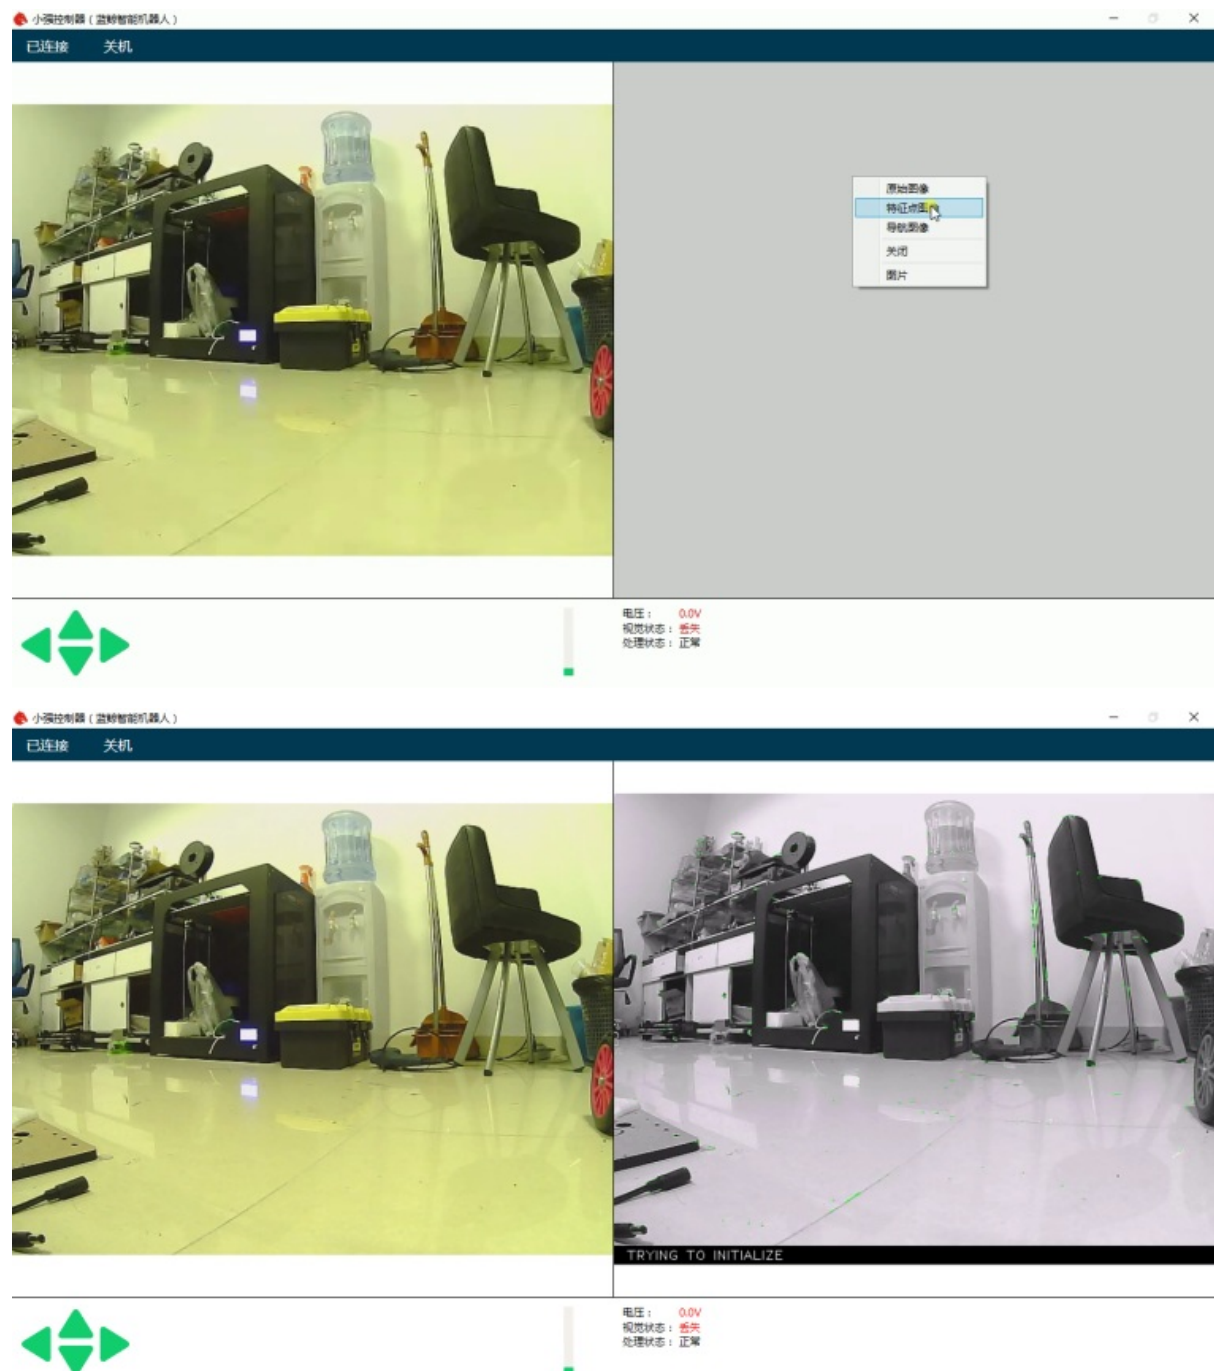 小强控制器(蓝鲸智能机器人)
已连接 关机
原始图像
特征点图
导航图像
关闭
图片
电压: 0.0V
视觉状态: 丢失
处理状态: 正常
小强控制器(蓝鲸智能机器人)
已连接 关机
TRYING TO INITIALIZE
电压: 0.0V
视觉状态: 丢失
处理状态: 正常